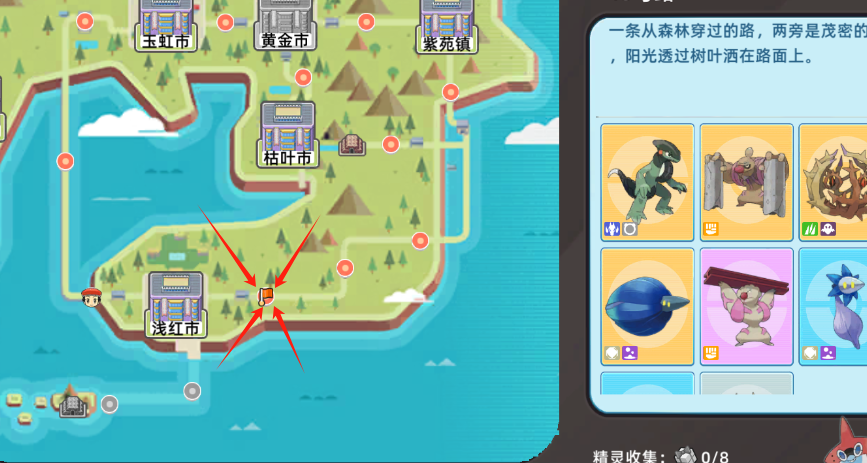 玉虹市
黄金市
紫苑镇
枯叶市
浅红市
一条从森林穿过的路，两旁是茂密的
，阳光透过树叶洒在路面上。
精灵收集：
0/8